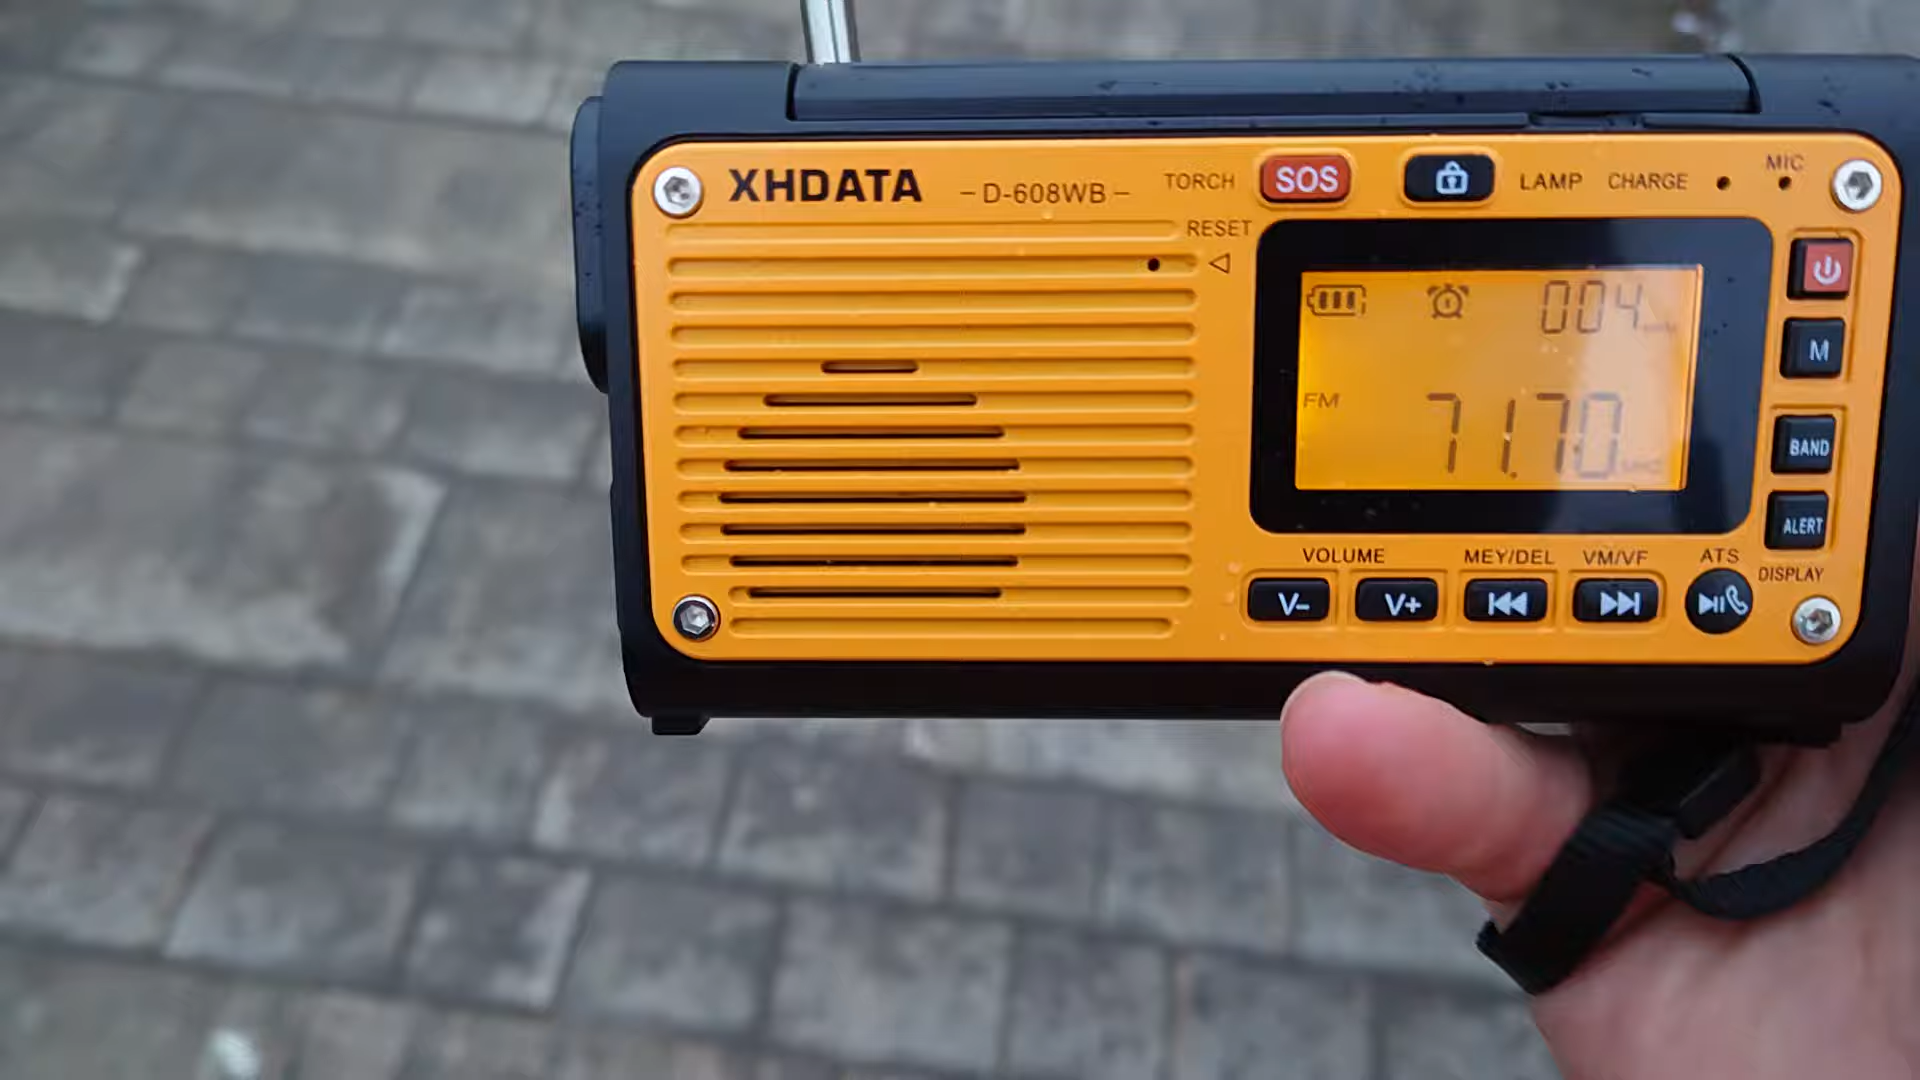 XHDATA
-D-608WB-
TORCH
SOS
LAMP
CHARGE
MIC
RESET
004
FM
71.70
M
BAND
ALERT
VOLUME
MEY/DEL
VM/VF
ATS
DISPLAY
V-
V+